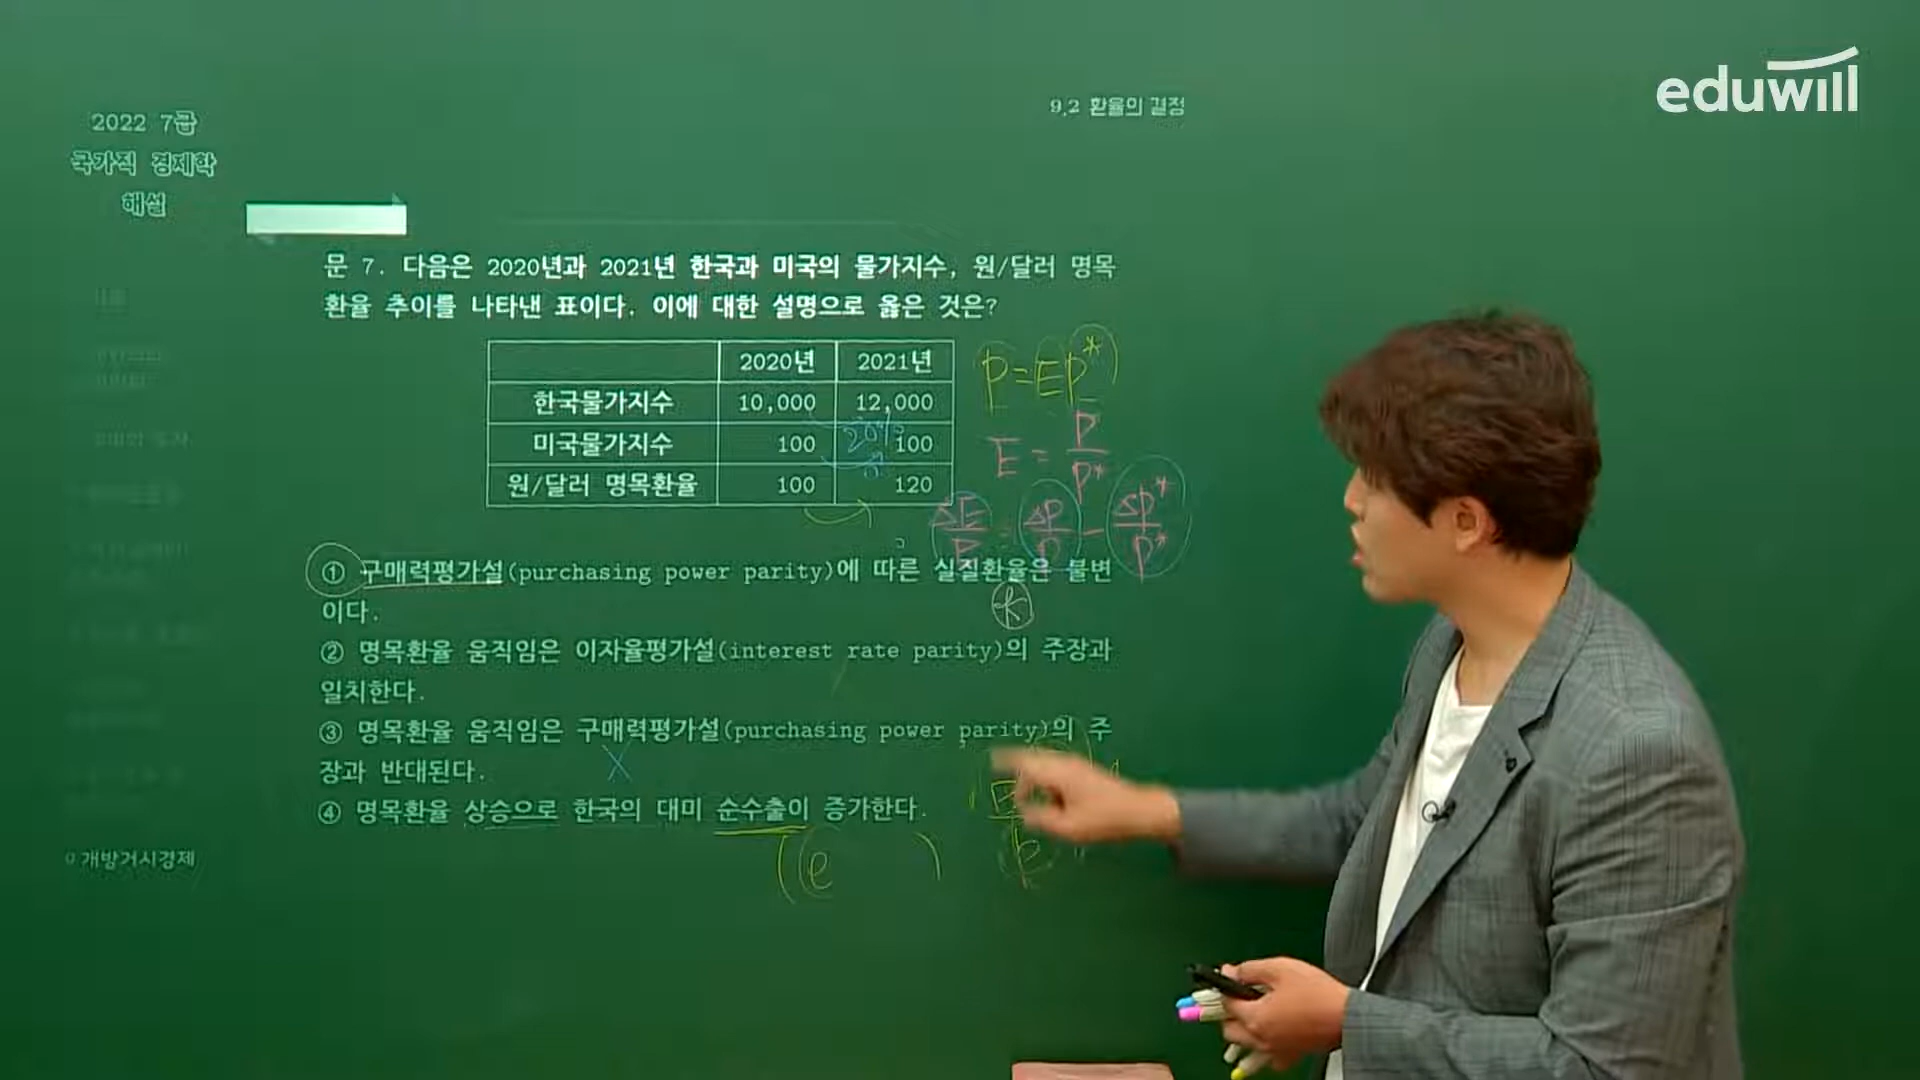 eduwill
9.2 환율의 결정
2022 7급
국가직 경제학
해설
문 7. 다음은 2020년과 2021년 한국과 미국의 물가지수, 원/달러 명목
환율 추이를 나타낸 표이다. 이에 대한 설명으로 옳은 것은?
2020년 2021년
한국물가지수 10,000 12,000
미국물가지수 100 100
원/달러 명목환율 100 120
20%
P=EP*
E = P/P*
① 구매력평가설(purchasing power parity)에 따른 실질환율은 불변
이다.
② 명목환율 움직임은 이자율평가설(interest rate parity)의 주장과
일치한다.
③ 명목환율 움직임은 구매력평가설(purchasing power parity)의 주
장과 반대된다.
X
④ 명목환율 상승으로 한국의 대미 순수출이 증가한다.
(e )
개방거시경제